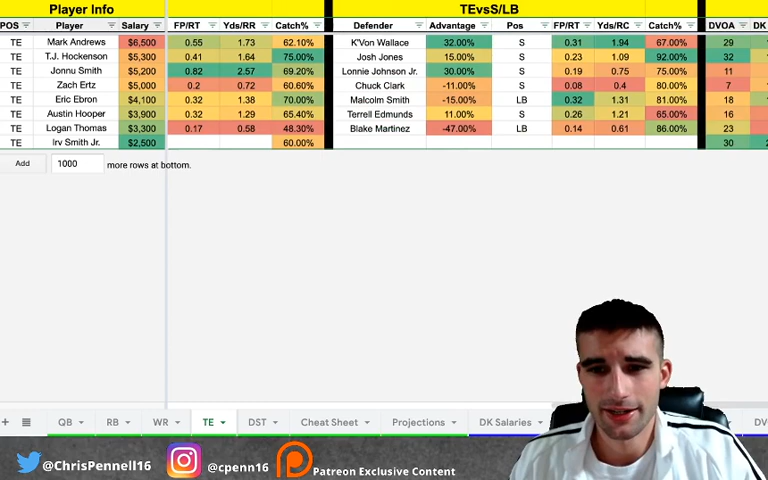 Player Info TEvsS/LB
POS Player Salary FP/RT Yds/RR Catch% Defender Advantage Pos FP/RT Yds/RC Catch% DVOA DK
TE Mark Andrews $6,500 0.55 1.73 62.10% K'Von Wallace 32.00% S 0.31 1.94 67.00% 29
TE T.J. Hockenson $5,300 0.41 1.64 75.00% Josh Jones 15.00% S 0.23 1.09 92.00% 32
TE Jonnu Smith $5,200 0.82 2.57 69.20% Lonnie Johnson Jr. 30.00% S 0.19 0.75 75.00% 11
TE Zach Ertz $5,000 0.2 0.72 60.60% Chuck Clark -11.00% S 0.08 0.4 80.00% 7
TE Eric Ebron $4,100 0.32 1.38 70.00% Malcolm Smith -15.00% LB 0.32 1.31 81.00% 18
TE Austin Hooper $3,900 0.32 1.29 65.40% Terrell Edmunds 11.00% S 0.26 1.21 65.00% 16
TE Logan Thomas $3,300 0.17 0.58 48.30% Blake Martinez -47.00% LB 0.14 0.61 86.00% 23
TE Irv Smith Jr. $2,500 60.00% 30
Add 1000 more rows at bottom.
+ QB RB WR TE DST Cheat Sheet Projections DK Salaries DV
@ChrisPennell16 @cpenn16 Patreon Exclusive Content